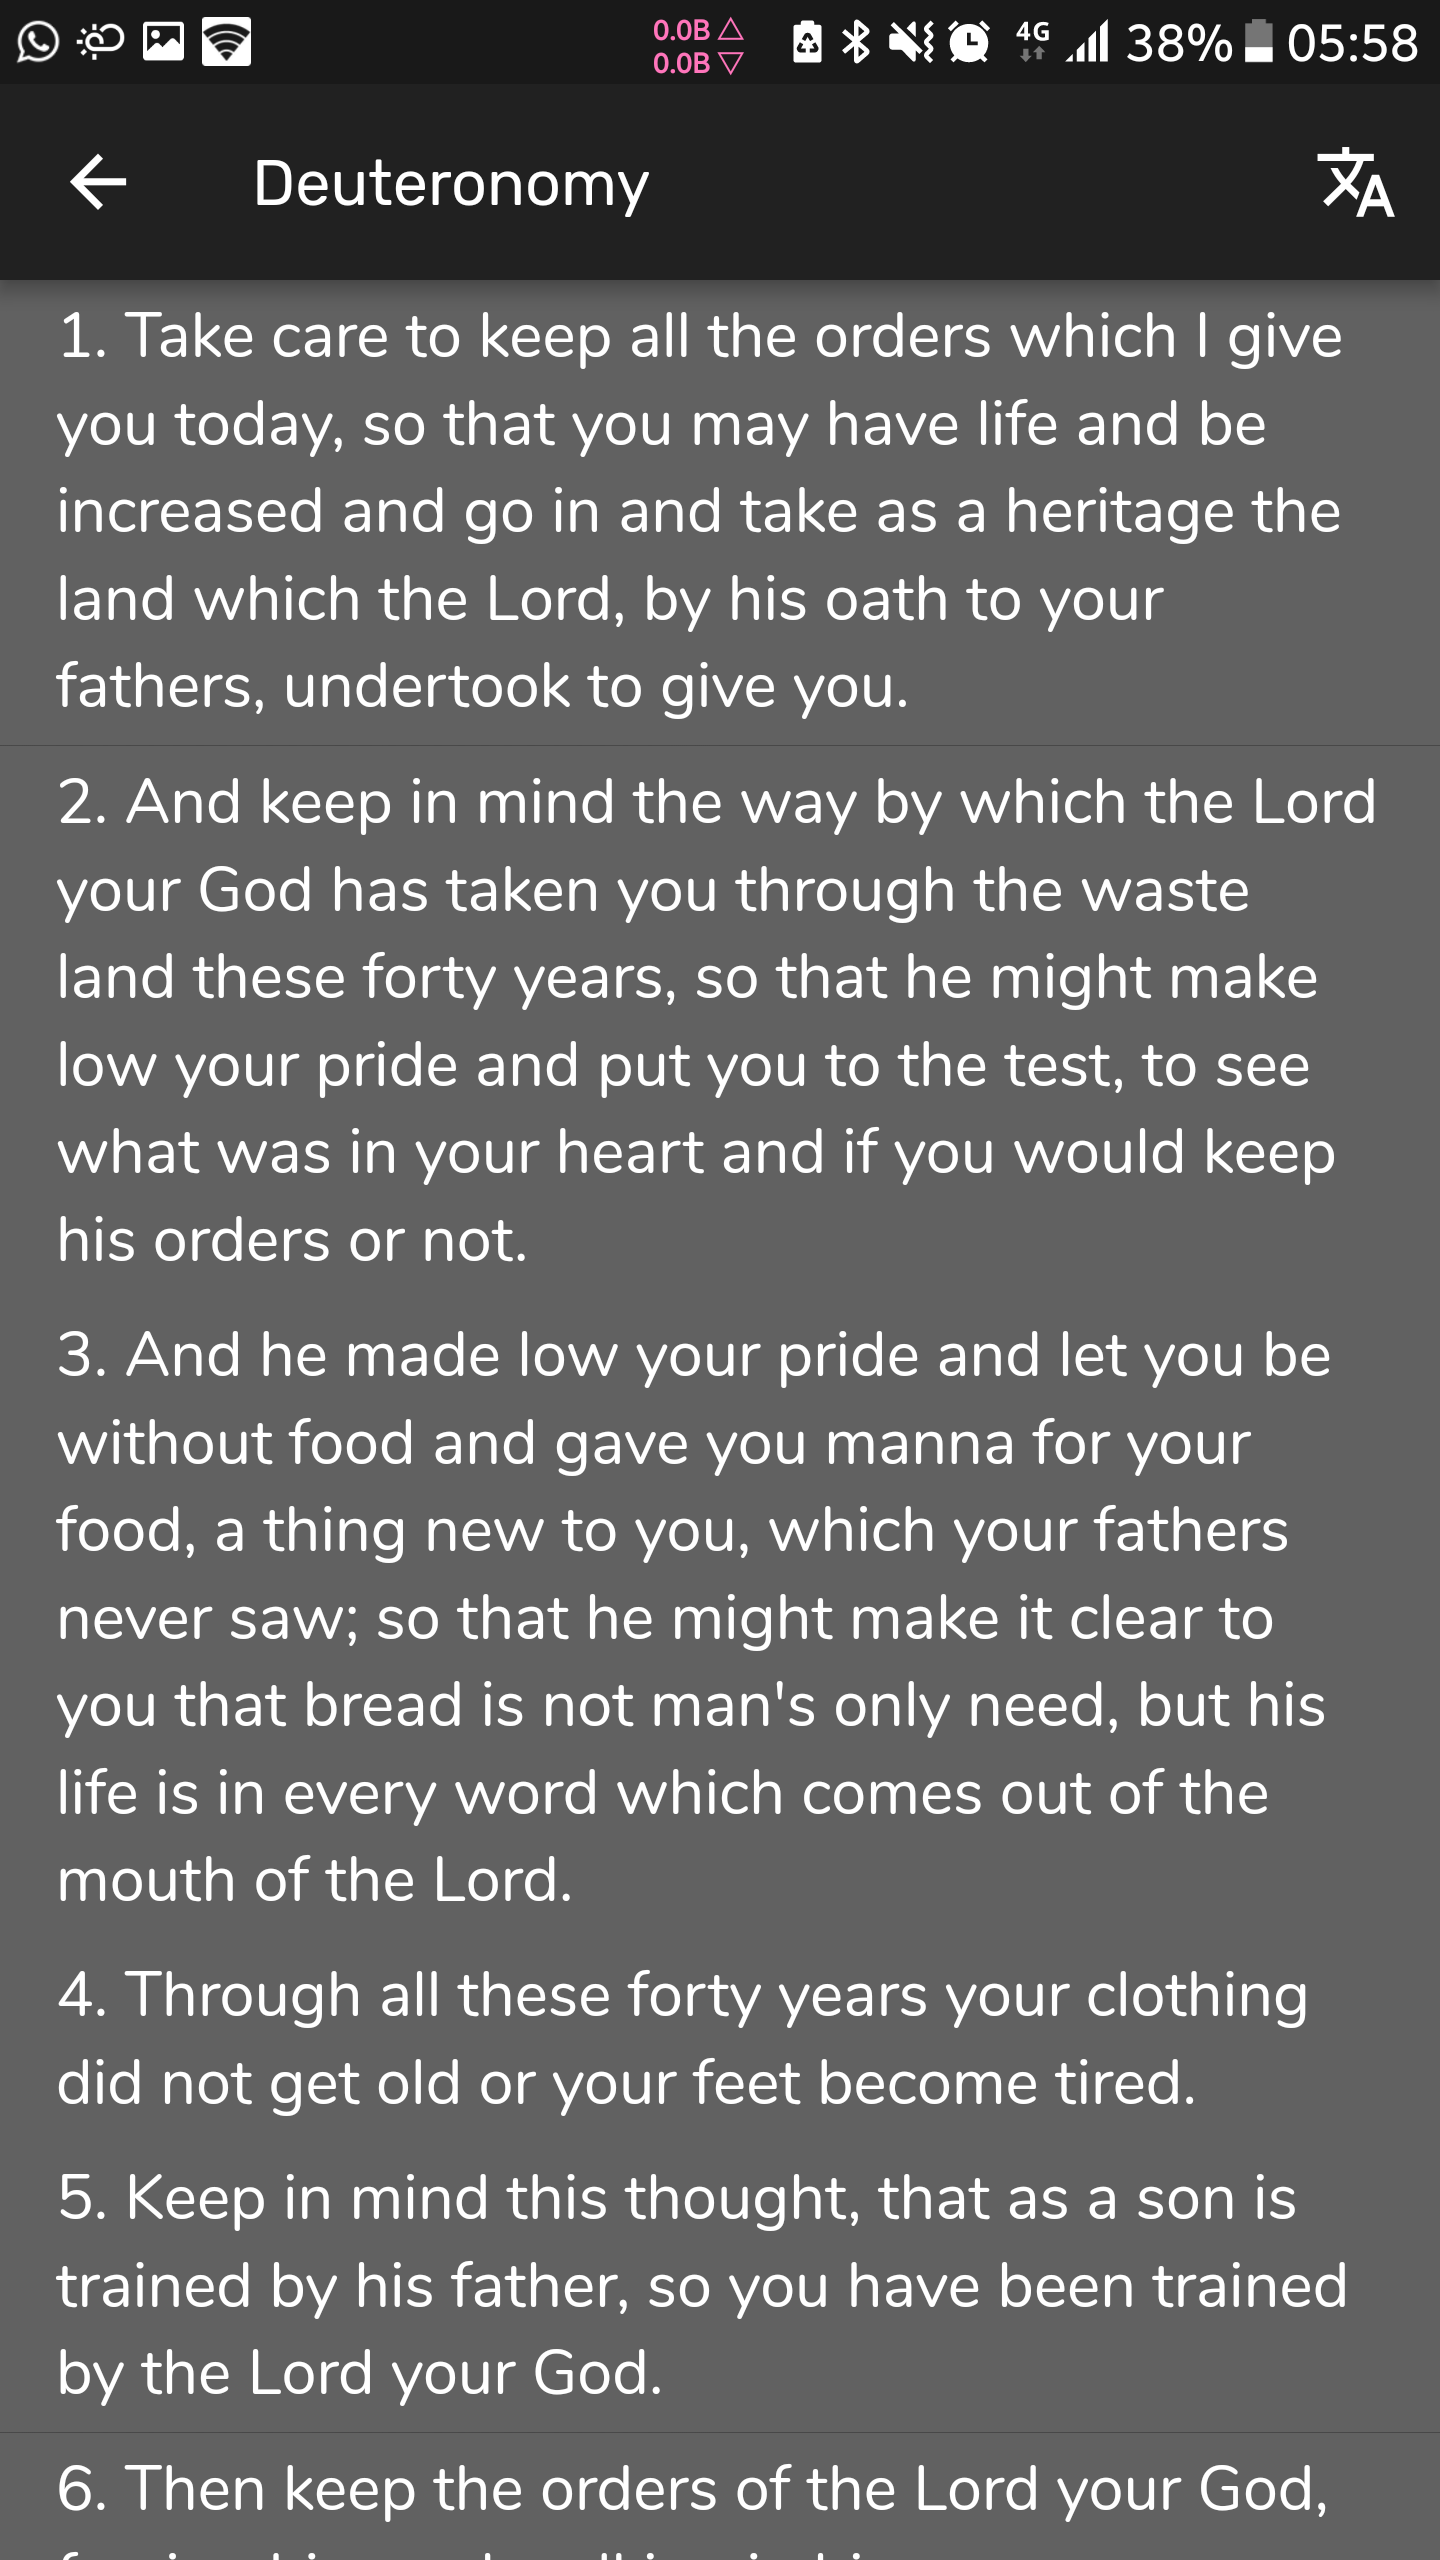 0.0B
0.0B
4G
38%
05:58
Deuteronomy
1. Take care to keep all the orders which I give
you today, so that you may have life and be
increased and go in and take as a heritage the
land which the Lord, by his oath to your
fathers, undertook to give you.
2. And keep in mind the way by which the Lord
your God has taken you through the waste
land these forty years, so that he might make
low your pride and put you to the test, to see
what was in your heart and if you would keep
his orders or not.
3. And he made low your pride and let you be
without food and gave you manna for your
food, a thing new to you, which your fathers
never saw; so that he might make it clear to
you that bread is not man's only need, but his
life is in every word which comes out of the
mouth of the Lord.
4. Through all these forty years your clothing
did not get old or your feet become tired.
5. Keep in mind this thought, that as a son is
trained by his father, so you have been trained
by the Lord your God.
6. Then keep the orders of the Lord your God,